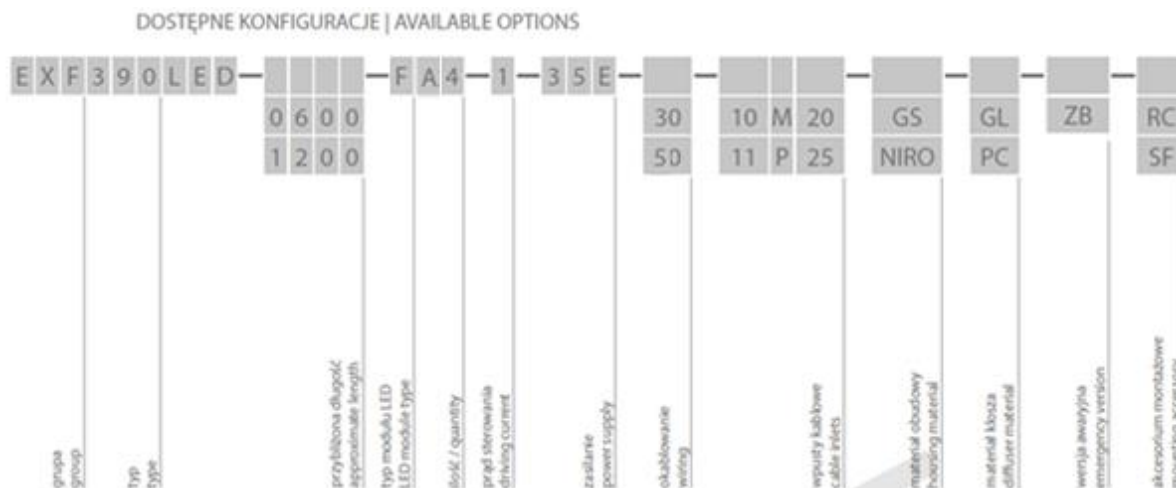 DOSTĘPNE KONFIGURACJE | AVAILABLE OPTIONS
EXF390LED— —FA4—1—35E— — — — — —
0600 30 10 M 20 GS GL ZB RC
1200 50 11 P 25 NIRO PC SF
grupa
group
typ
type
przybliżona długość
approximate length
typ modułu LED
LED module type
ilość / quantity
prąd sterowania
driving current
zasilanie
power supply
okablowanie
wiring
wpusty kablowe
cable inlets
materiał obudowy
housing material
materiał klosza
diffuser material
wersja awaryjna
emergency version
akcesorium montażowe